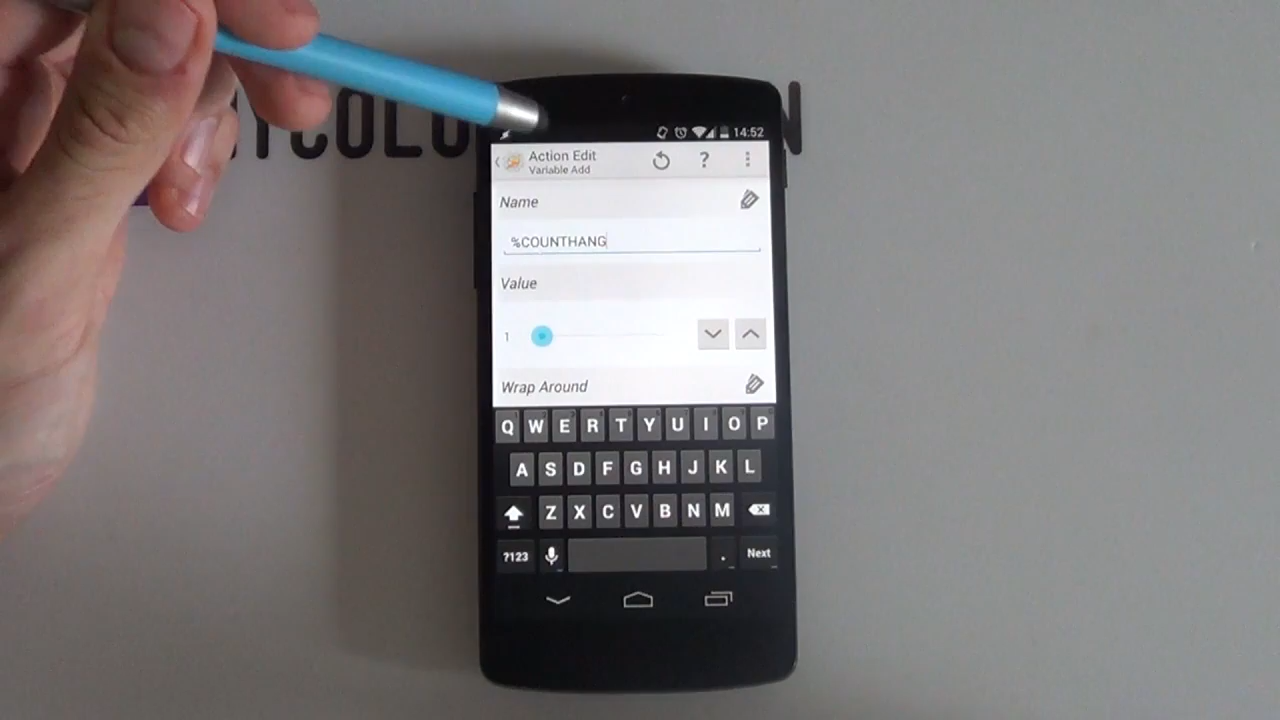 14:52
Action Edit
Variable Add
?
Name
%COUNTHANG
Value
1
Wrap Around
Q W E R T Y U I O P
A S D F G H J K L
Z X C V B N M
?123 . Next